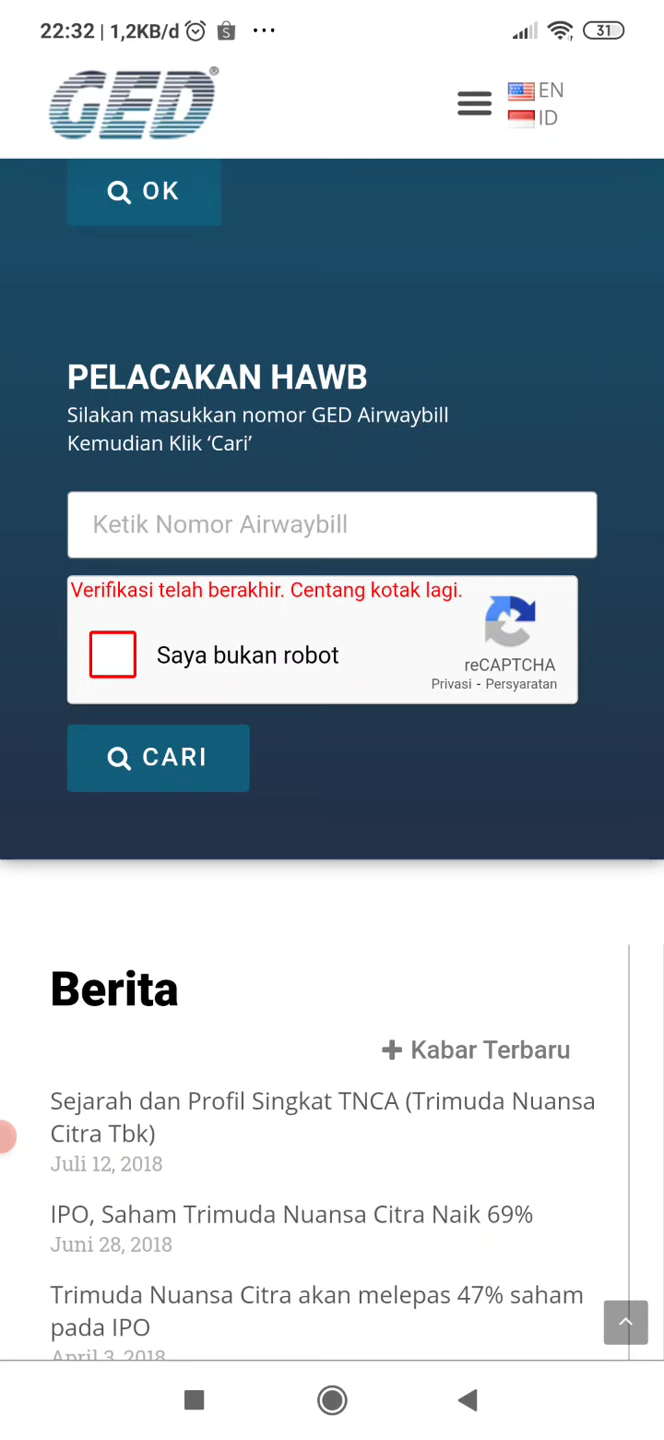 22:32 | 1,2KB/d
31
GED®
EN
ID
OK
PELACAKAN HAWB
Silakan masukkan nomor GED Airwaybill
Kemudian Klik ‘Cari’
Ketik Nomor Airwaybill
Verifikasi telah berakhir. Centang kotak lagi.
Saya bukan robot
reCAPTCHA
Privasi - Persyaratan
CARI
Berita
Kabar Terbaru
Sejarah dan Profil Singkat TNCA (Trimuda Nuansa
Citra Tbk)
Juli 12, 2018
IPO, Saham Trimuda Nuansa Citra Naik 69%
Juni 28, 2018
Trimuda Nuansa Citra akan melepas 47% saham
pada IPO
April 3, 2018